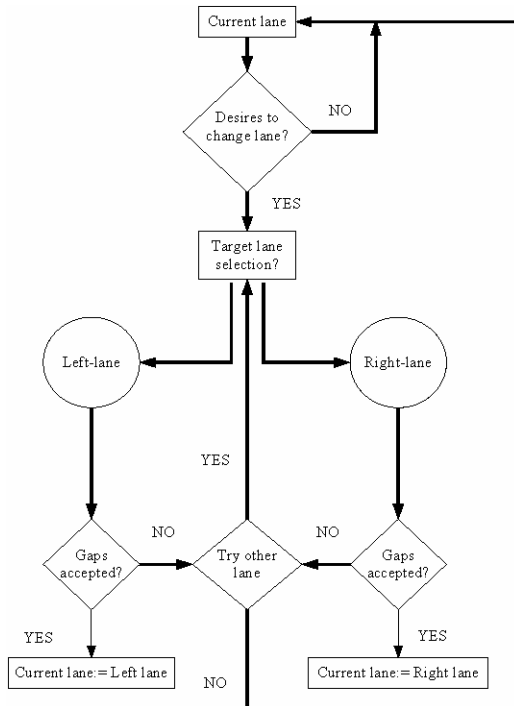 Current lane
NO
Desires to
change lane?
YES
Target lane
selection?
Left-lane
Right-lane
YES
NO
NO
Gaps
accepted?
Try other
lane
Gaps
accepted?
YES
YES
Current lane:= Left lane
NO
Current lane:= Right lane